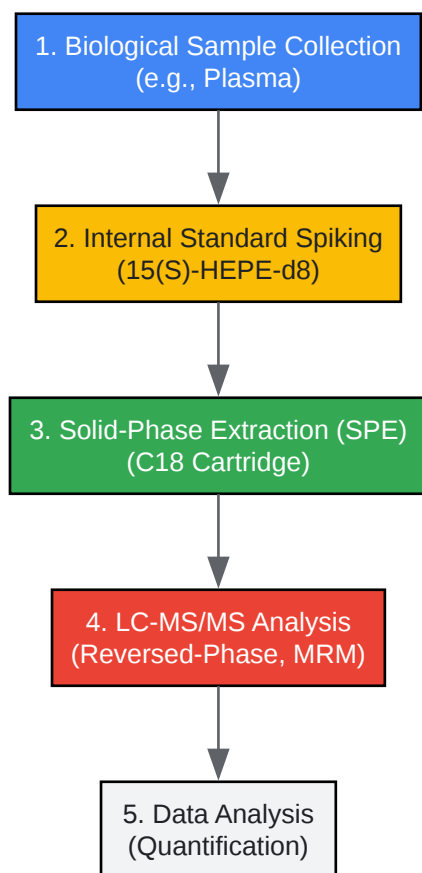 1. Biological Sample Collection
(e.g., Plasma)
2. Internal Standard Spiking
(15(S)-HEPE-d8)
3. Solid-Phase Extraction (SPE)
(C18 Cartridge)
4. LC-MS/MS Analysis
(Reversed-Phase, MRM)
5. Data Analysis
(Quantification)